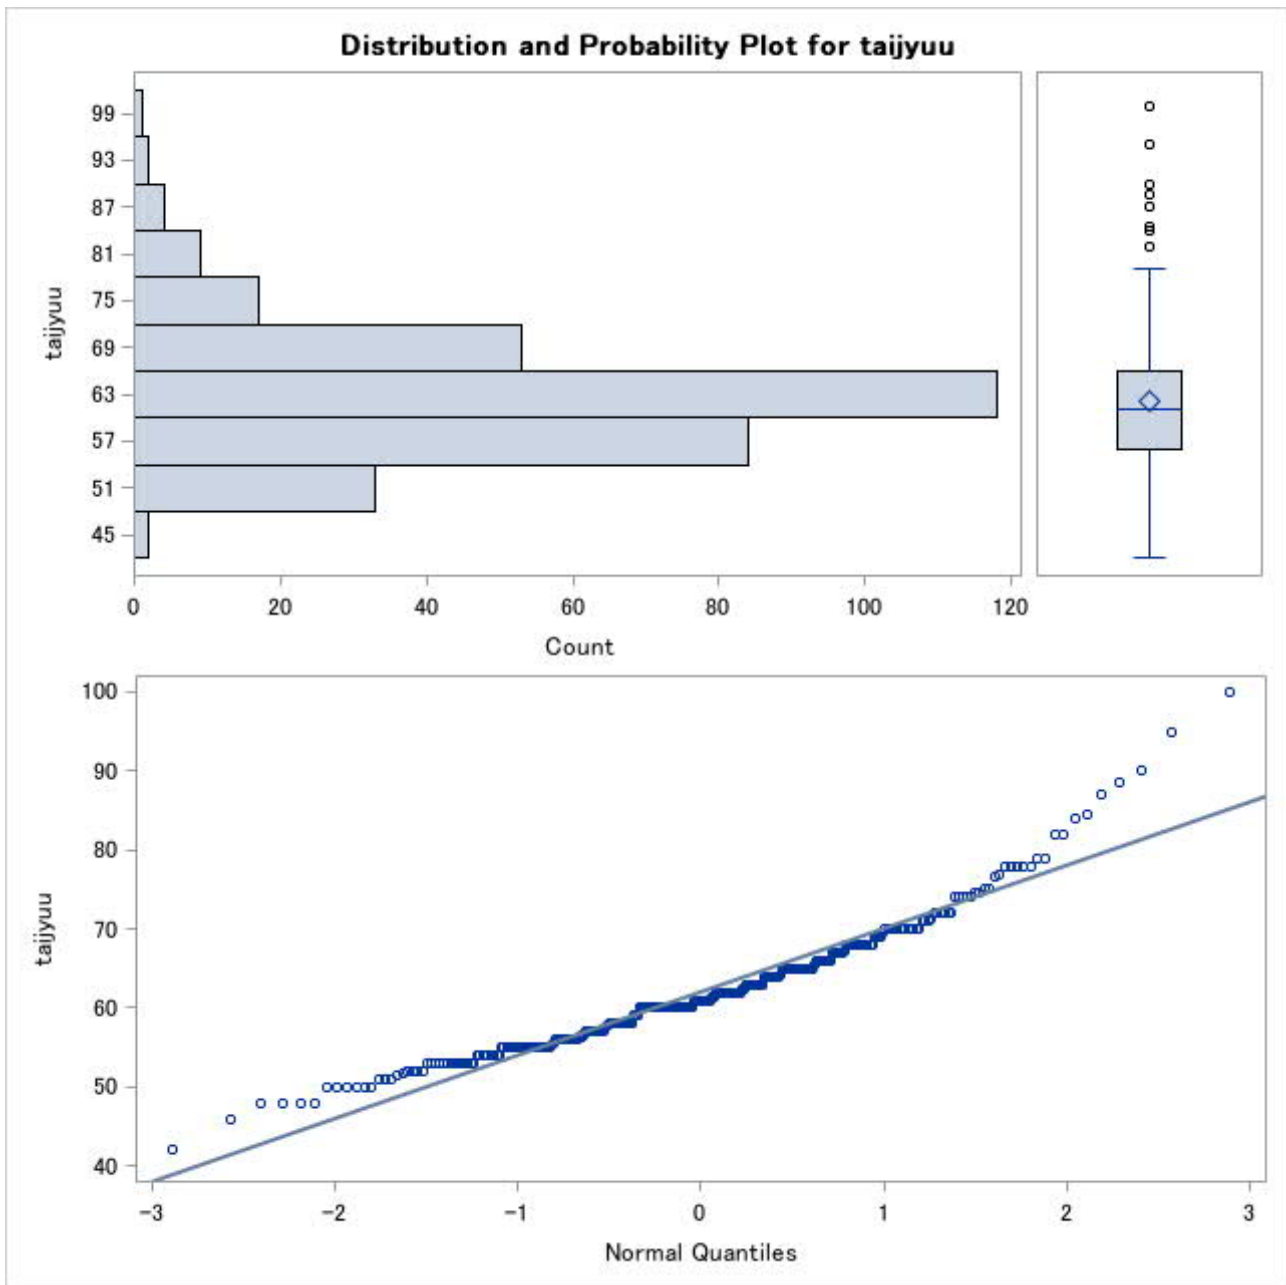 Distribution and Probability Plot for taijyuu
taijyuu
99
93
87
81
75
69
63
57
51
45
0 20 40 60 80 100 120
Count
taijyuu
100
90
80
70
60
50
40
-3 -2 -1 0 1 2 3
Normal Quantiles